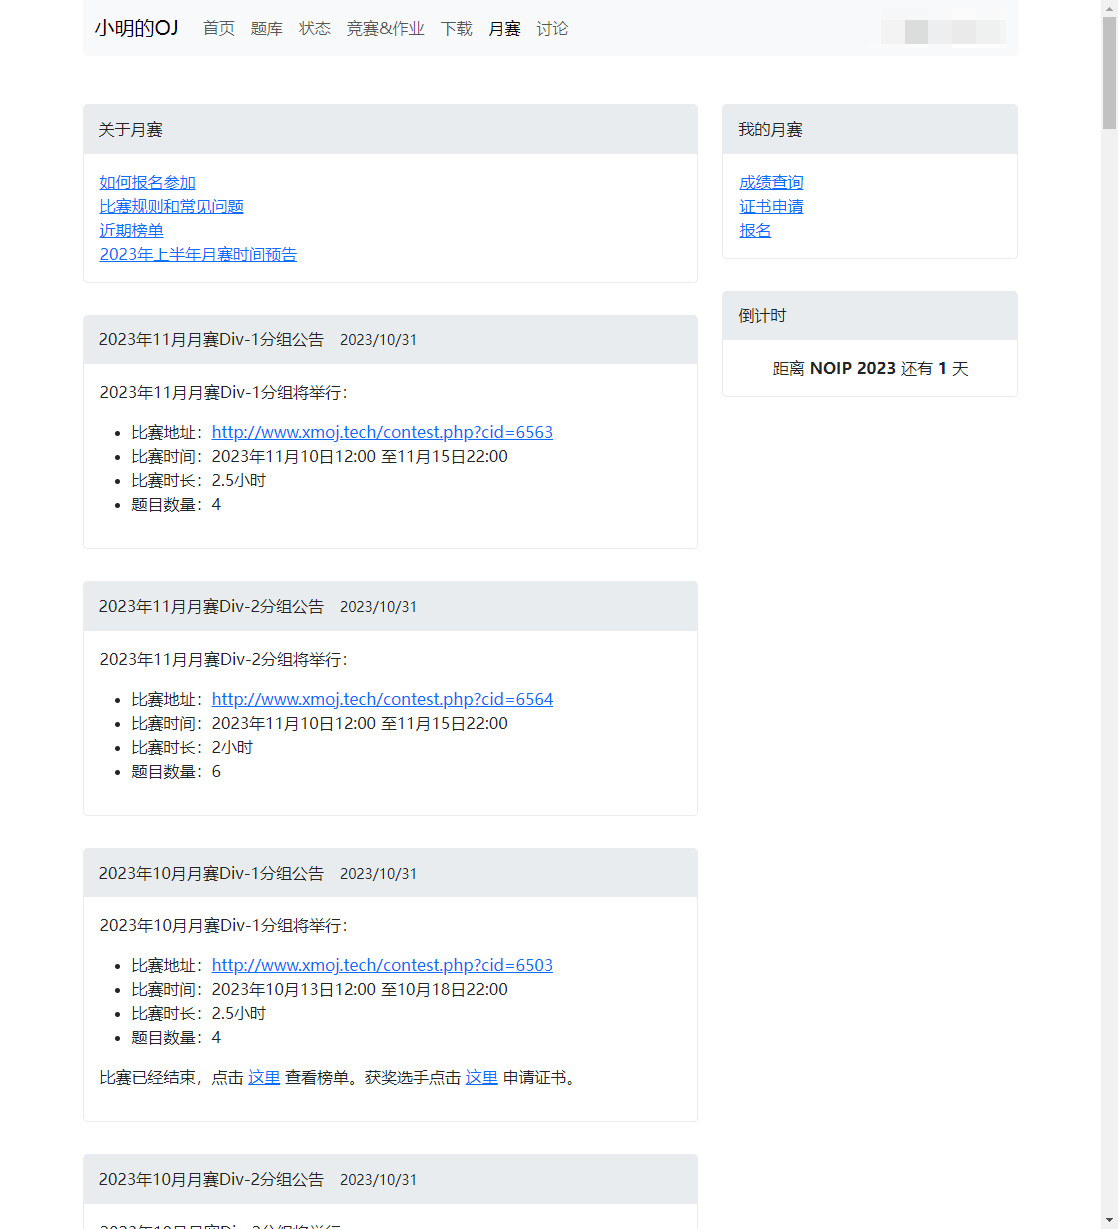 小明的OJ 首页 题库 状态 竞赛&作业 下载 月赛 讨论
关于月赛
如何报名参加
比赛规则和常见问题
近期榜单
2023年上半年月赛时间预告
2023年11月月赛Div-1分组公告 2023/10/31
2023年11月月赛Div-1分组将举行：
比赛地址：http://www.xmoj.tech/contest.php?cid=6563
比赛时间：2023年11月10日12:00 至11月15日22:00
比赛时长：2.5小时
题目数量：4
2023年11月月赛Div-2分组公告 2023/10/31
2023年11月月赛Div-2分组将举行：
比赛地址：http://www.xmoj.tech/contest.php?cid=6564
比赛时间：2023年11月10日12:00 至11月15日22:00
比赛时长：2小时
题目数量：6
2023年10月月赛Div-1分组公告 2023/10/31
2023年10月月赛Div-1分组将举行：
比赛地址：http://www.xmoj.tech/contest.php?cid=6503
比赛时间：2023年10月13日12:00 至10月18日22:00
比赛时长：2.5小时
题目数量：4
比赛已经结束，点击 这里 查看榜单。获奖选手点击 这里 申请证书。
2023年10月月赛Div-2分组公告 2023/10/31
我的月赛
成绩查询
证书申请
报名
倒计时
距离 NOIP 2023 还有 1 天